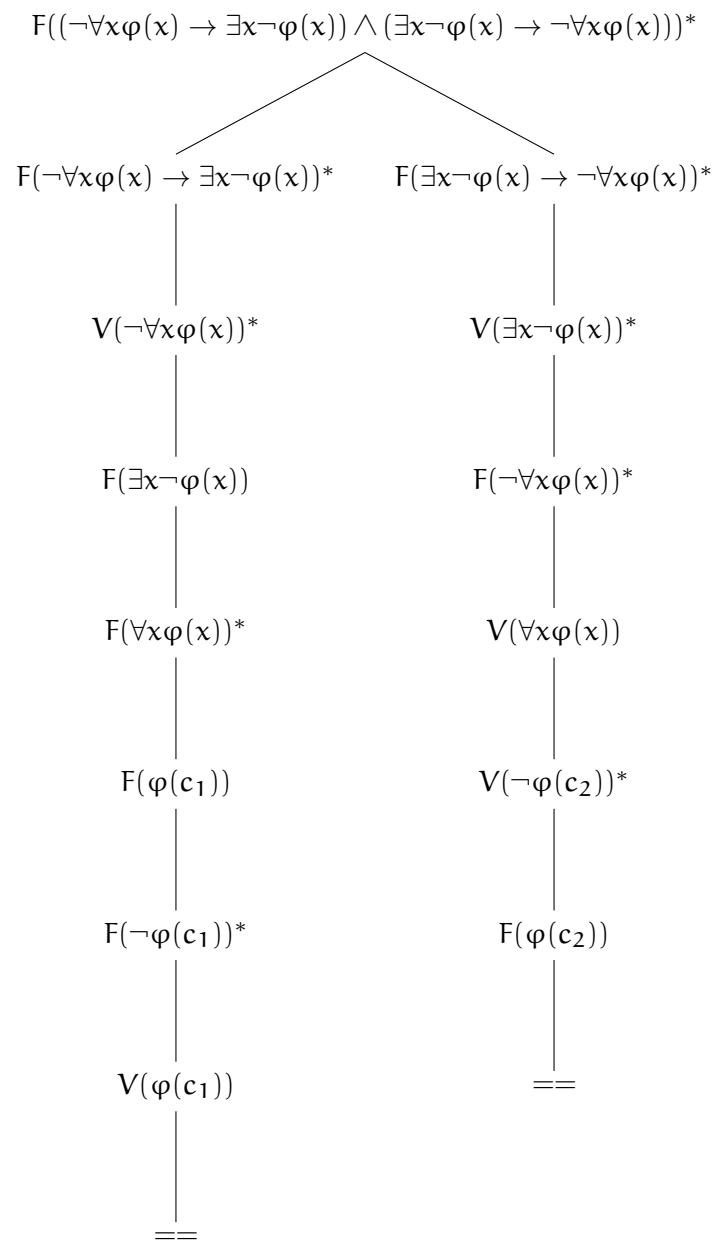 F((¬∀xφ(x) → ∃x¬φ(x)) ∧ (∃x¬φ(x) → ¬∀xφ(x)))*
F(¬∀xφ(x) → ∃x¬φ(x))* F(∃x¬φ(x) → ¬∀xφ(x))*
V(¬∀xφ(x))* V(∃x¬φ(x))*
F(∃x¬φ(x)) F(¬∀xφ(x))*
F(∀xφ(x))* V(∀xφ(x))
F(φ(c₁)) V(¬φ(c₂))*
F(¬φ(c₁))* F(φ(c₂))
V(φ(c₁)) ==
==